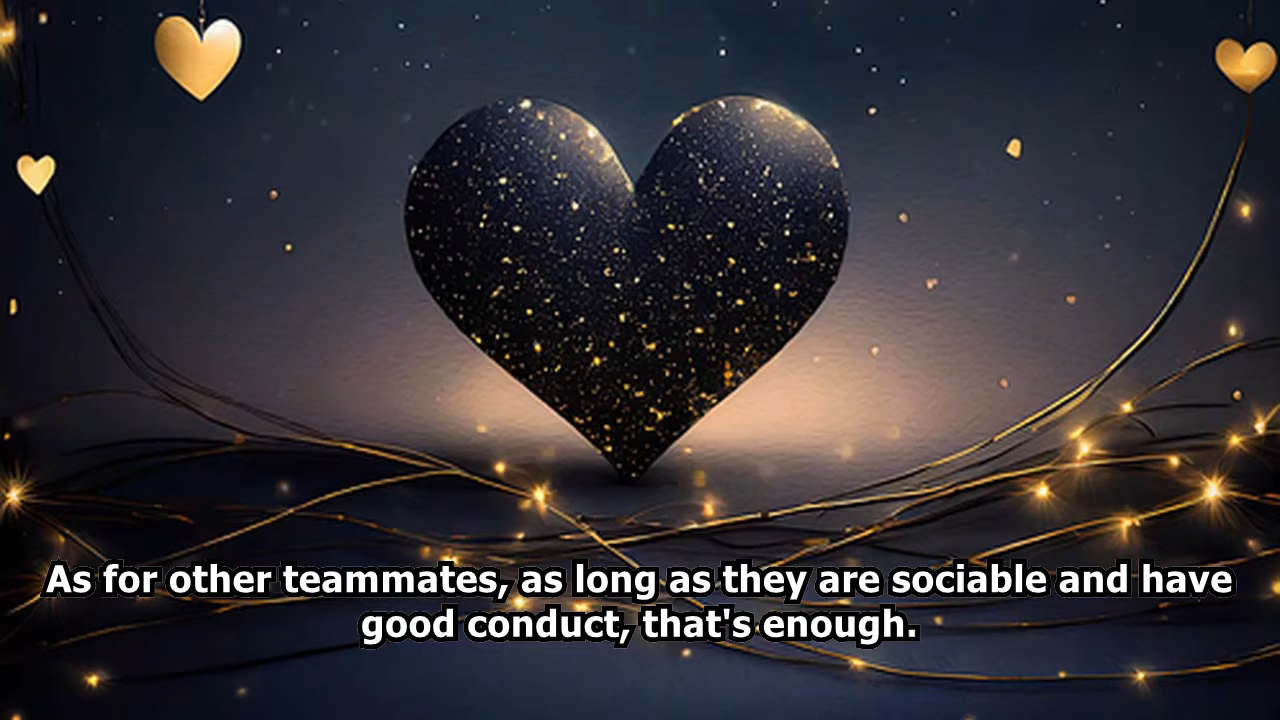 As for other teammates, as long as they are sociable and have
good conduct, that's enough.